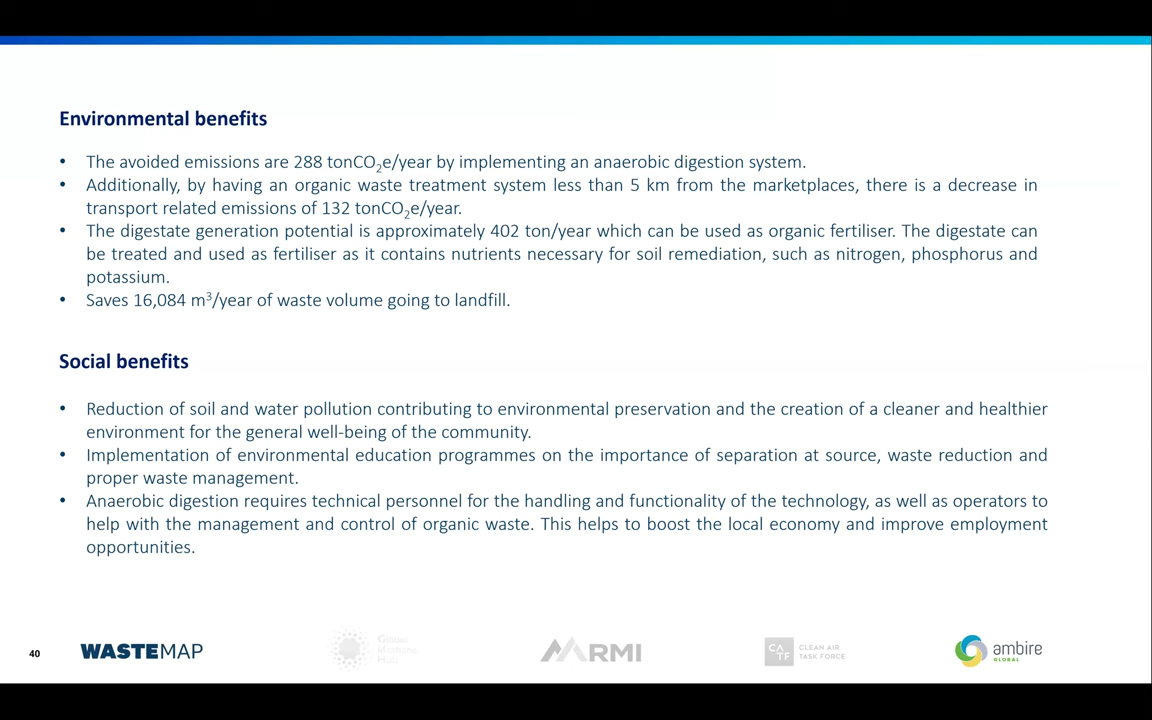 Environmental benefits
• The avoided emissions are 288 tonCO₂e/year by implementing an anaerobic digestion system.
• Additionally, by having an organic waste treatment system less than 5 km from the marketplaces, there is a decrease in
transport related emissions of 132 tonCO₂e/year.
• The digestate generation potential is approximately 402 ton/year which can be used as organic fertiliser. The digestate can
be treated and used as fertiliser as it contains nutrients necessary for soil remediation, such as nitrogen, phosphorus and
potassium.
• Saves 16,084 m³/year of waste volume going to landfill.
Social benefits
• Reduction of soil and water pollution contributing to environmental preservation and the creation of a cleaner and healthier
environment for the general well-being of the community.
• Implementation of environmental education programmes on the importance of separation at source, waste reduction and
proper waste management.
• Anaerobic digestion requires technical personnel for the handling and functionality of the technology, as well as operators to
help with the management and control of organic waste. This helps to boost the local economy and improve employment
opportunities.
40
WASTEMAP
Global
Methane
Hub
RMI
CATF
CLEAN AIR
TASK FORCE
ambire
GLOBAL